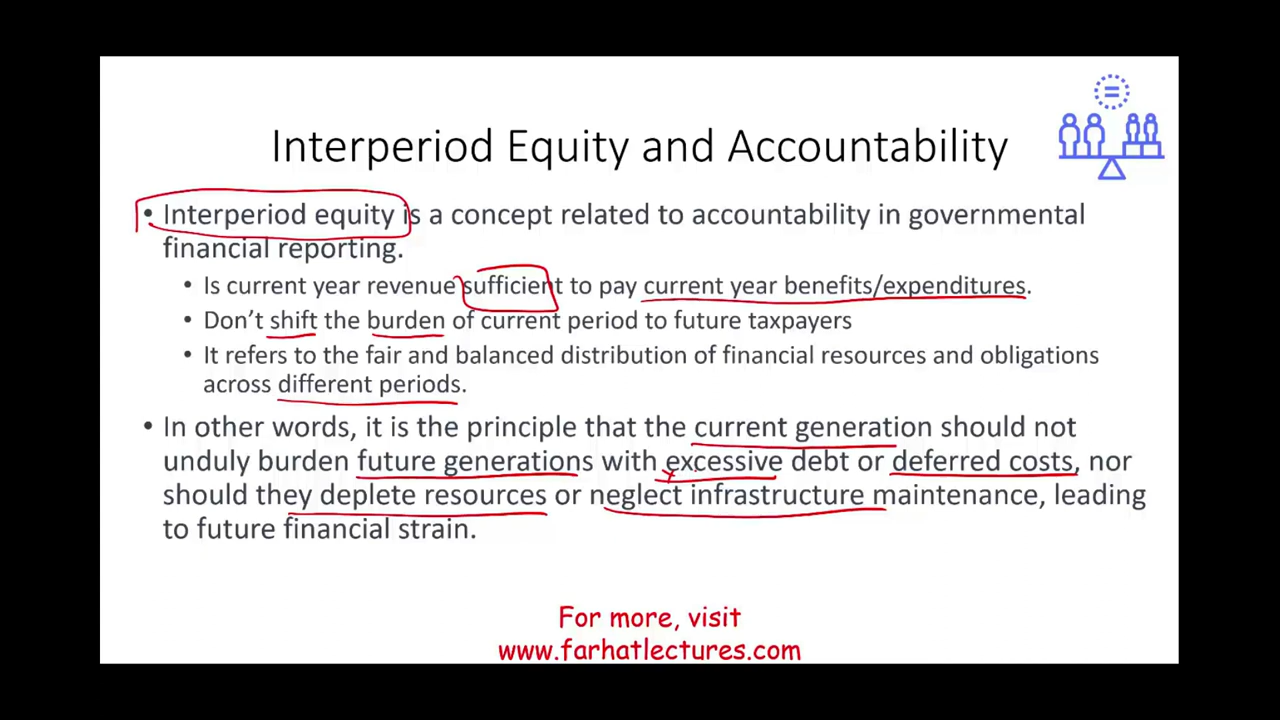 Interperiod Equity and Accountability
• Interperiod equity is a concept related to accountability in governmental
financial reporting.
• Is current year revenue sufficient to pay current year benefits/expenditures.
• Don't shift the burden of current period to future taxpayers
• It refers to the fair and balanced distribution of financial resources and obligations
across different periods.
• In other words, it is the principle that the current generation should not
unduly burden future generations with excessive debt or deferred costs, nor
should they deplete resources or neglect infrastructure maintenance, leading
to future financial strain.
For more, visit
www.farhatlectures.com